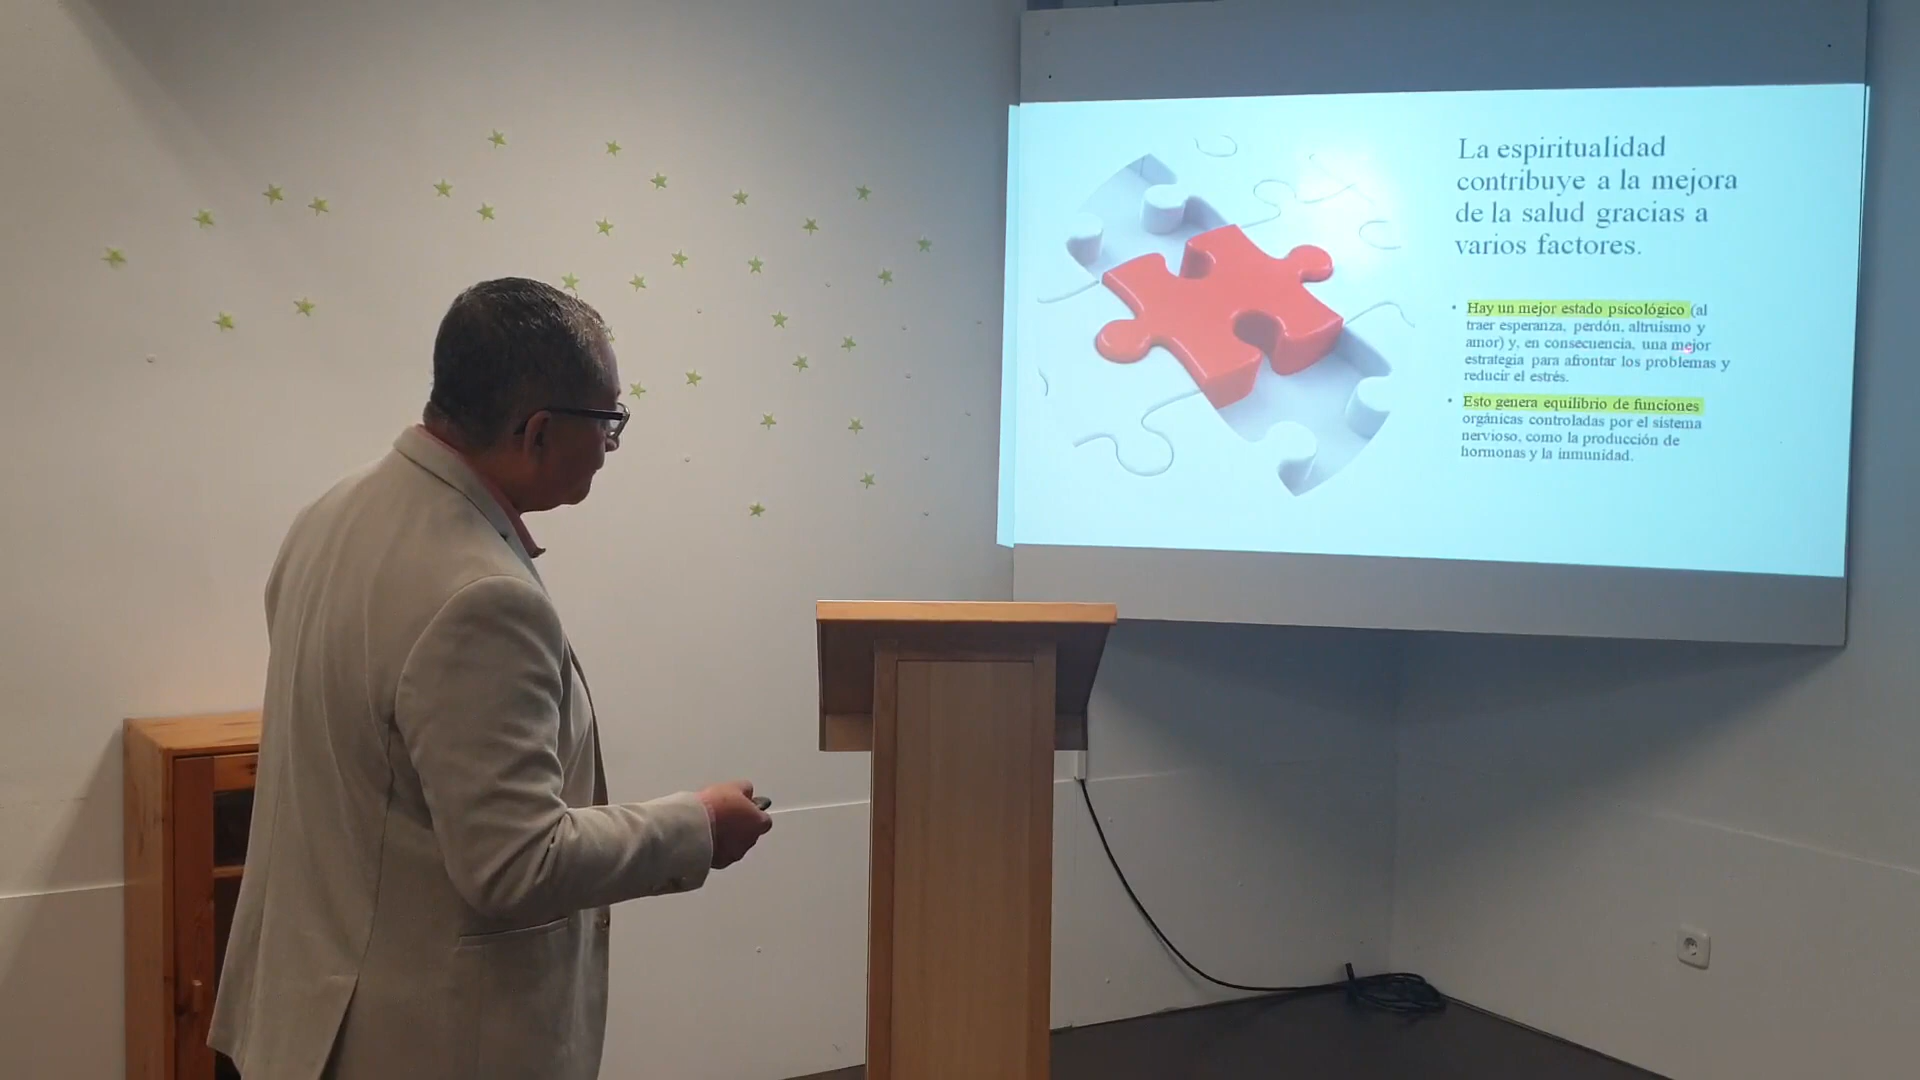 La espiritualidad
contribuye a la mejora
de la salud gracias a
varios factores.
• Hay un mejor estado psicológico (al
traer esperanza, perdón, altruismo y
amor) y, en consecuencia, una mejor
estrategia para afrontar los problemas y
reducir el estrés.
• Esto genera equilibrio de funciones
orgánicas controladas por el sistema
nervioso, como la producción de
hormonas y la inmunidad.